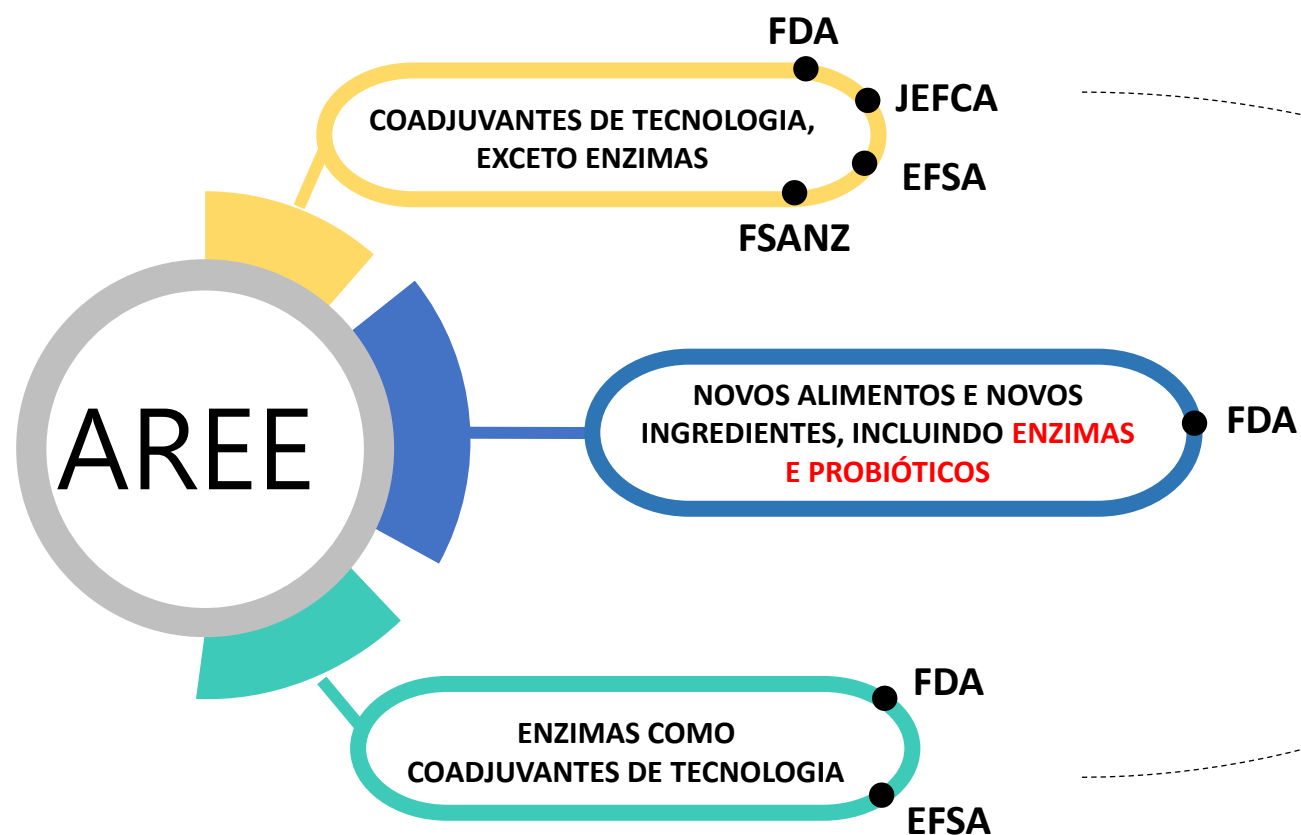 FDA
COADJUVANTES DE TECNOLOGIA,
EXCETO ENZIMAS
JEFCA
EFSA
FSANZ
AREE
NOVOS ALIMENTOS E NOVOS
INGREDIENTES, INCLUINDO ENZIMAS
E PROBIÓTICOS
FDA
ENZIMAS COMO
COADJUVANTES DE TECNOLOGIA
FDA
EFSA